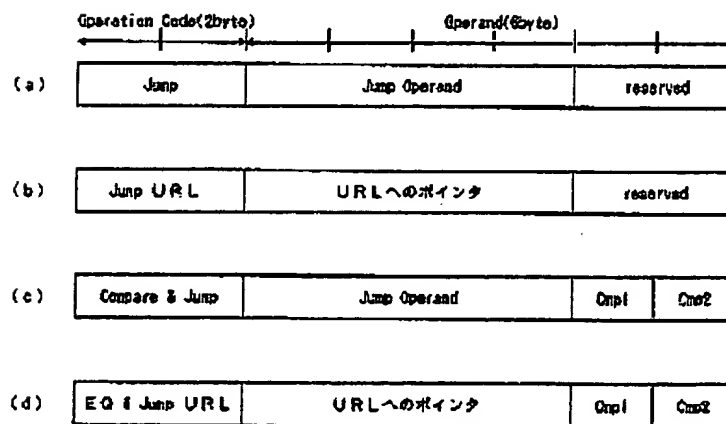 Operation Code(2byte) Operand(6byte)
(a) Jump Jump Operand reserved
(b) Jump URL URLへのポインタ reserved
(c) Compare & Jump Jump Operand Cmp1 Cmp2
(d) EQ & Jump URL URLへのポインタ Cmp1 Cmp2